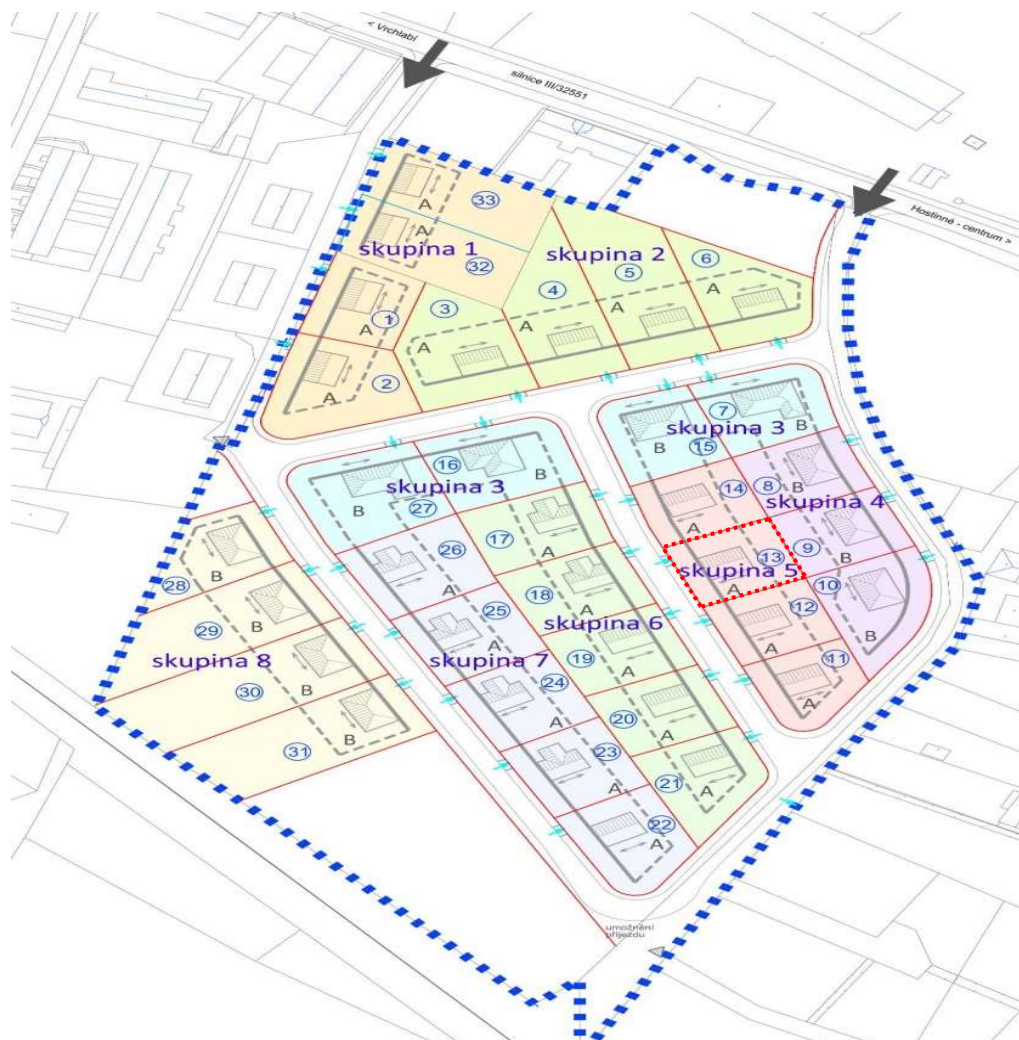 < Vrchlabí
silnice III/32551
Hostinné - centrum >
33
A
A
skupina 1
32
skupina 2
6
5
4
3
1
A
A
A
A
A
2
A
7
skupina 3
15
B
B
16
B
skupina 3
27
B
14
8
B
skupina 4
17
26
A
A
A
13
9
skupina 5
B
10
28
B
18
25
A
A
12
29
B
skupina 6
A
19
11
B
skupina 8
B
skupina 7
24
A
30
A
20
A
31
B
A
23
A
21
A
22
A
umožnění
příjezdu